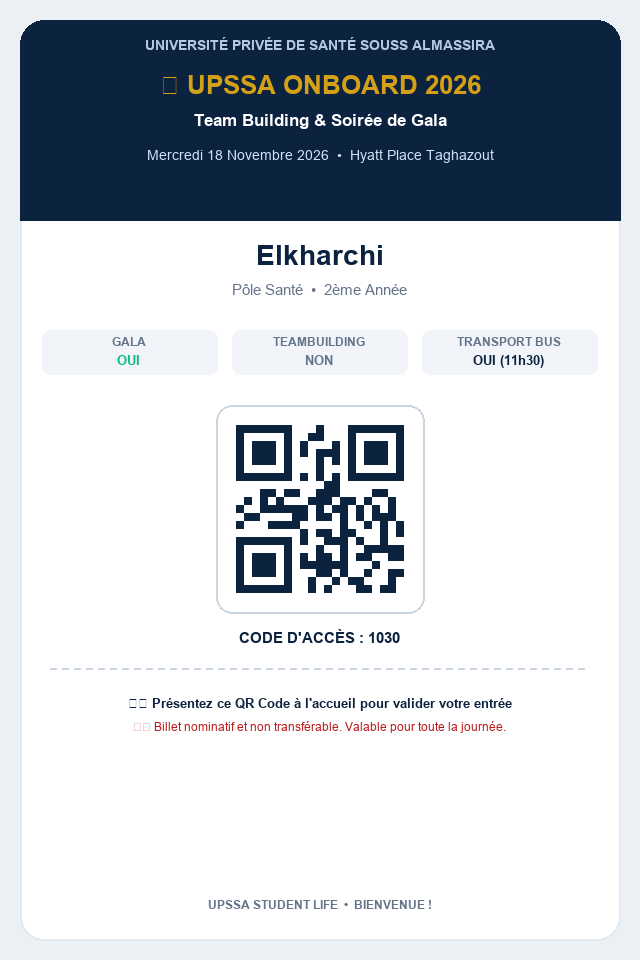 UNIVERSITÉ PRIVÉE DE SANTÉ SOUSS ALMASSIRA
UPSSA ONBOARD 2026
Team Building & Soirée de Gala
Mercredi 18 Novembre 2026 • Hyatt Place Taghazout
Elkharchi
Pôle Santé • 2ème Année
GALA
OUI
TEAMBUILDING
NON
TRANSPORT BUS
OUI (11h30)
CODE D'ACCÈS : 1030
Présentez ce QR Code à l'accueil pour valider votre entrée
Billet nominatif et non transférable. Valable pour toute la journée.
UPSSA STUDENT LIFE • BIENVENUE !